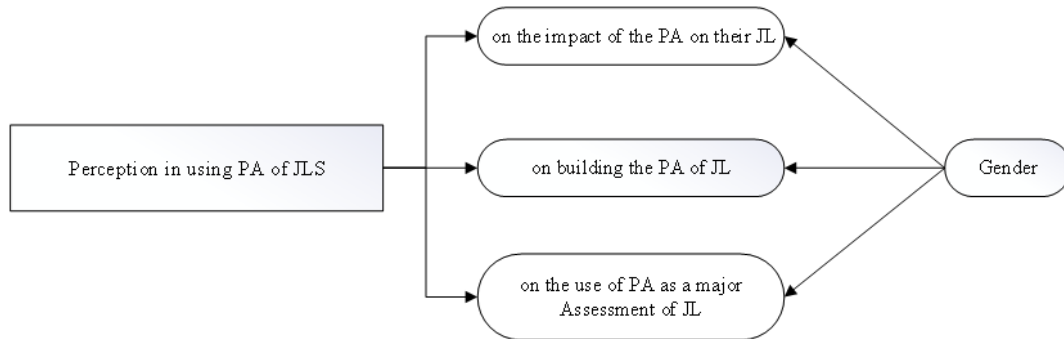 on the impact of the PA on their JL
Perception in using PA of JLS
on building the PA of JL
Gender
on the use of PA as a major
Assessment of JL